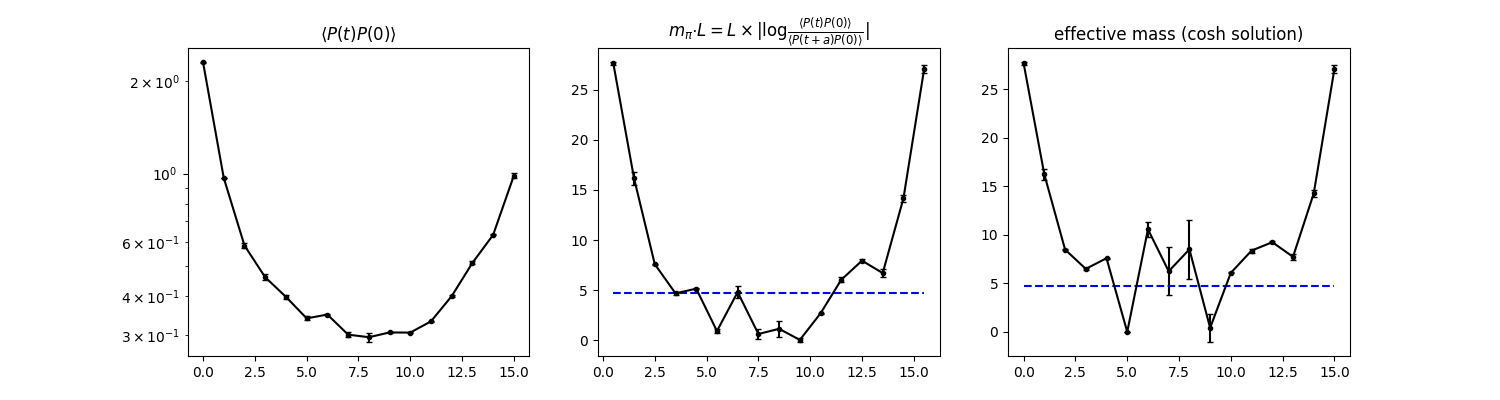 ⟨P(t)P(0)⟩
2 × 10⁰
10⁰
6 × 10⁻¹
4 × 10⁻¹
3 × 10⁻¹
0.0 2.5 5.0 7.5 10.0 12.5 15.0
m_π·L = L × |log ⟨P(t)P(0)⟩/⟨P(t+a)P(0)⟩|
25
20
15
10
5
0
0.0 2.5 5.0 7.5 10.0 12.5 15.0
effective mass (cosh solution)
25
20
15
10
5
0
0.0 2.5 5.0 7.5 10.0 12.5 15.0